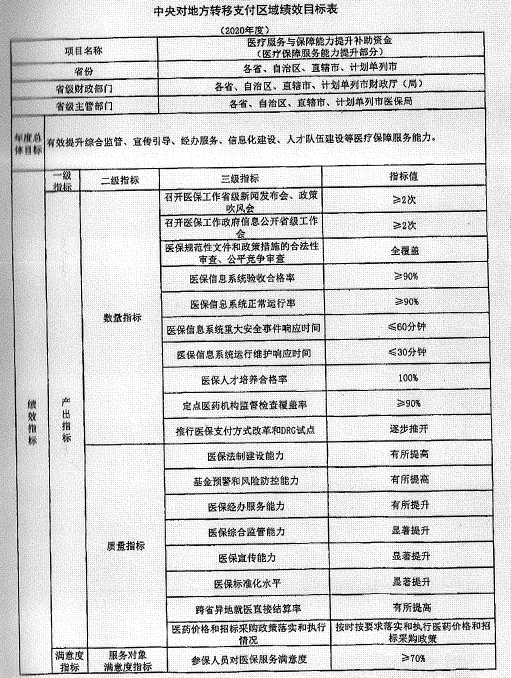 中央对地方转移支付区域绩效目标表
(2020年度)
项目名称
医疗服务与保障能力提升补助资金
(医疗保障服务能力提升部分)
省份
各省、自治区、直辖市、计划单列市
省级财政部门
各省、自治区、直辖市、计划单列市财政厅(局)
省级主管部门
各省、自治区、直辖市、计划单列市医保局
年度总
体目标
有效提升综合监管、宣传引导、经办服务、信息化建设、人才队伍建设等医疗保障服务能力。
绩效指标
一级
指标
二级指标
三级指标
指标值
产出指标
数量指标
召开医保工作省级新闻发布会、政策
吹风会
≥2次
召开医保工作政府信息公开省级工作
会
≥2次
医保规范性文件和政策措施的合法性
审查、公平竞争审查
全覆盖
医保信息系统验收合格率
≥90%
医保信息系统正常运行率
≥90%
医保信息系统重大安全事件响应时间
≤60分钟
医保信息系统运行维护响应时间
≤30分钟
医保人才培养合格率
100%
定点医药机构监督检查覆盖率
≥90%
推行医保支付方式改革和DRG试点
逐步推开
质量指标
医保法制建设能力
有所提高
基金预警和风险防控能力
有所提高
医保经办服务能力
有所提升
医保综合监管能力
显著提升
医保宣传能力
显著提升
医保标准化水平
显著提升
跨省异地就医直接结算率
有所提高
医药价格和招标采购政策落实和执行
情况
按时按要求落实和执行医药价格和招
标采购政策
满意度
指标
服务对象
满意度指标
参保人员对医保服务满意度
≥70%